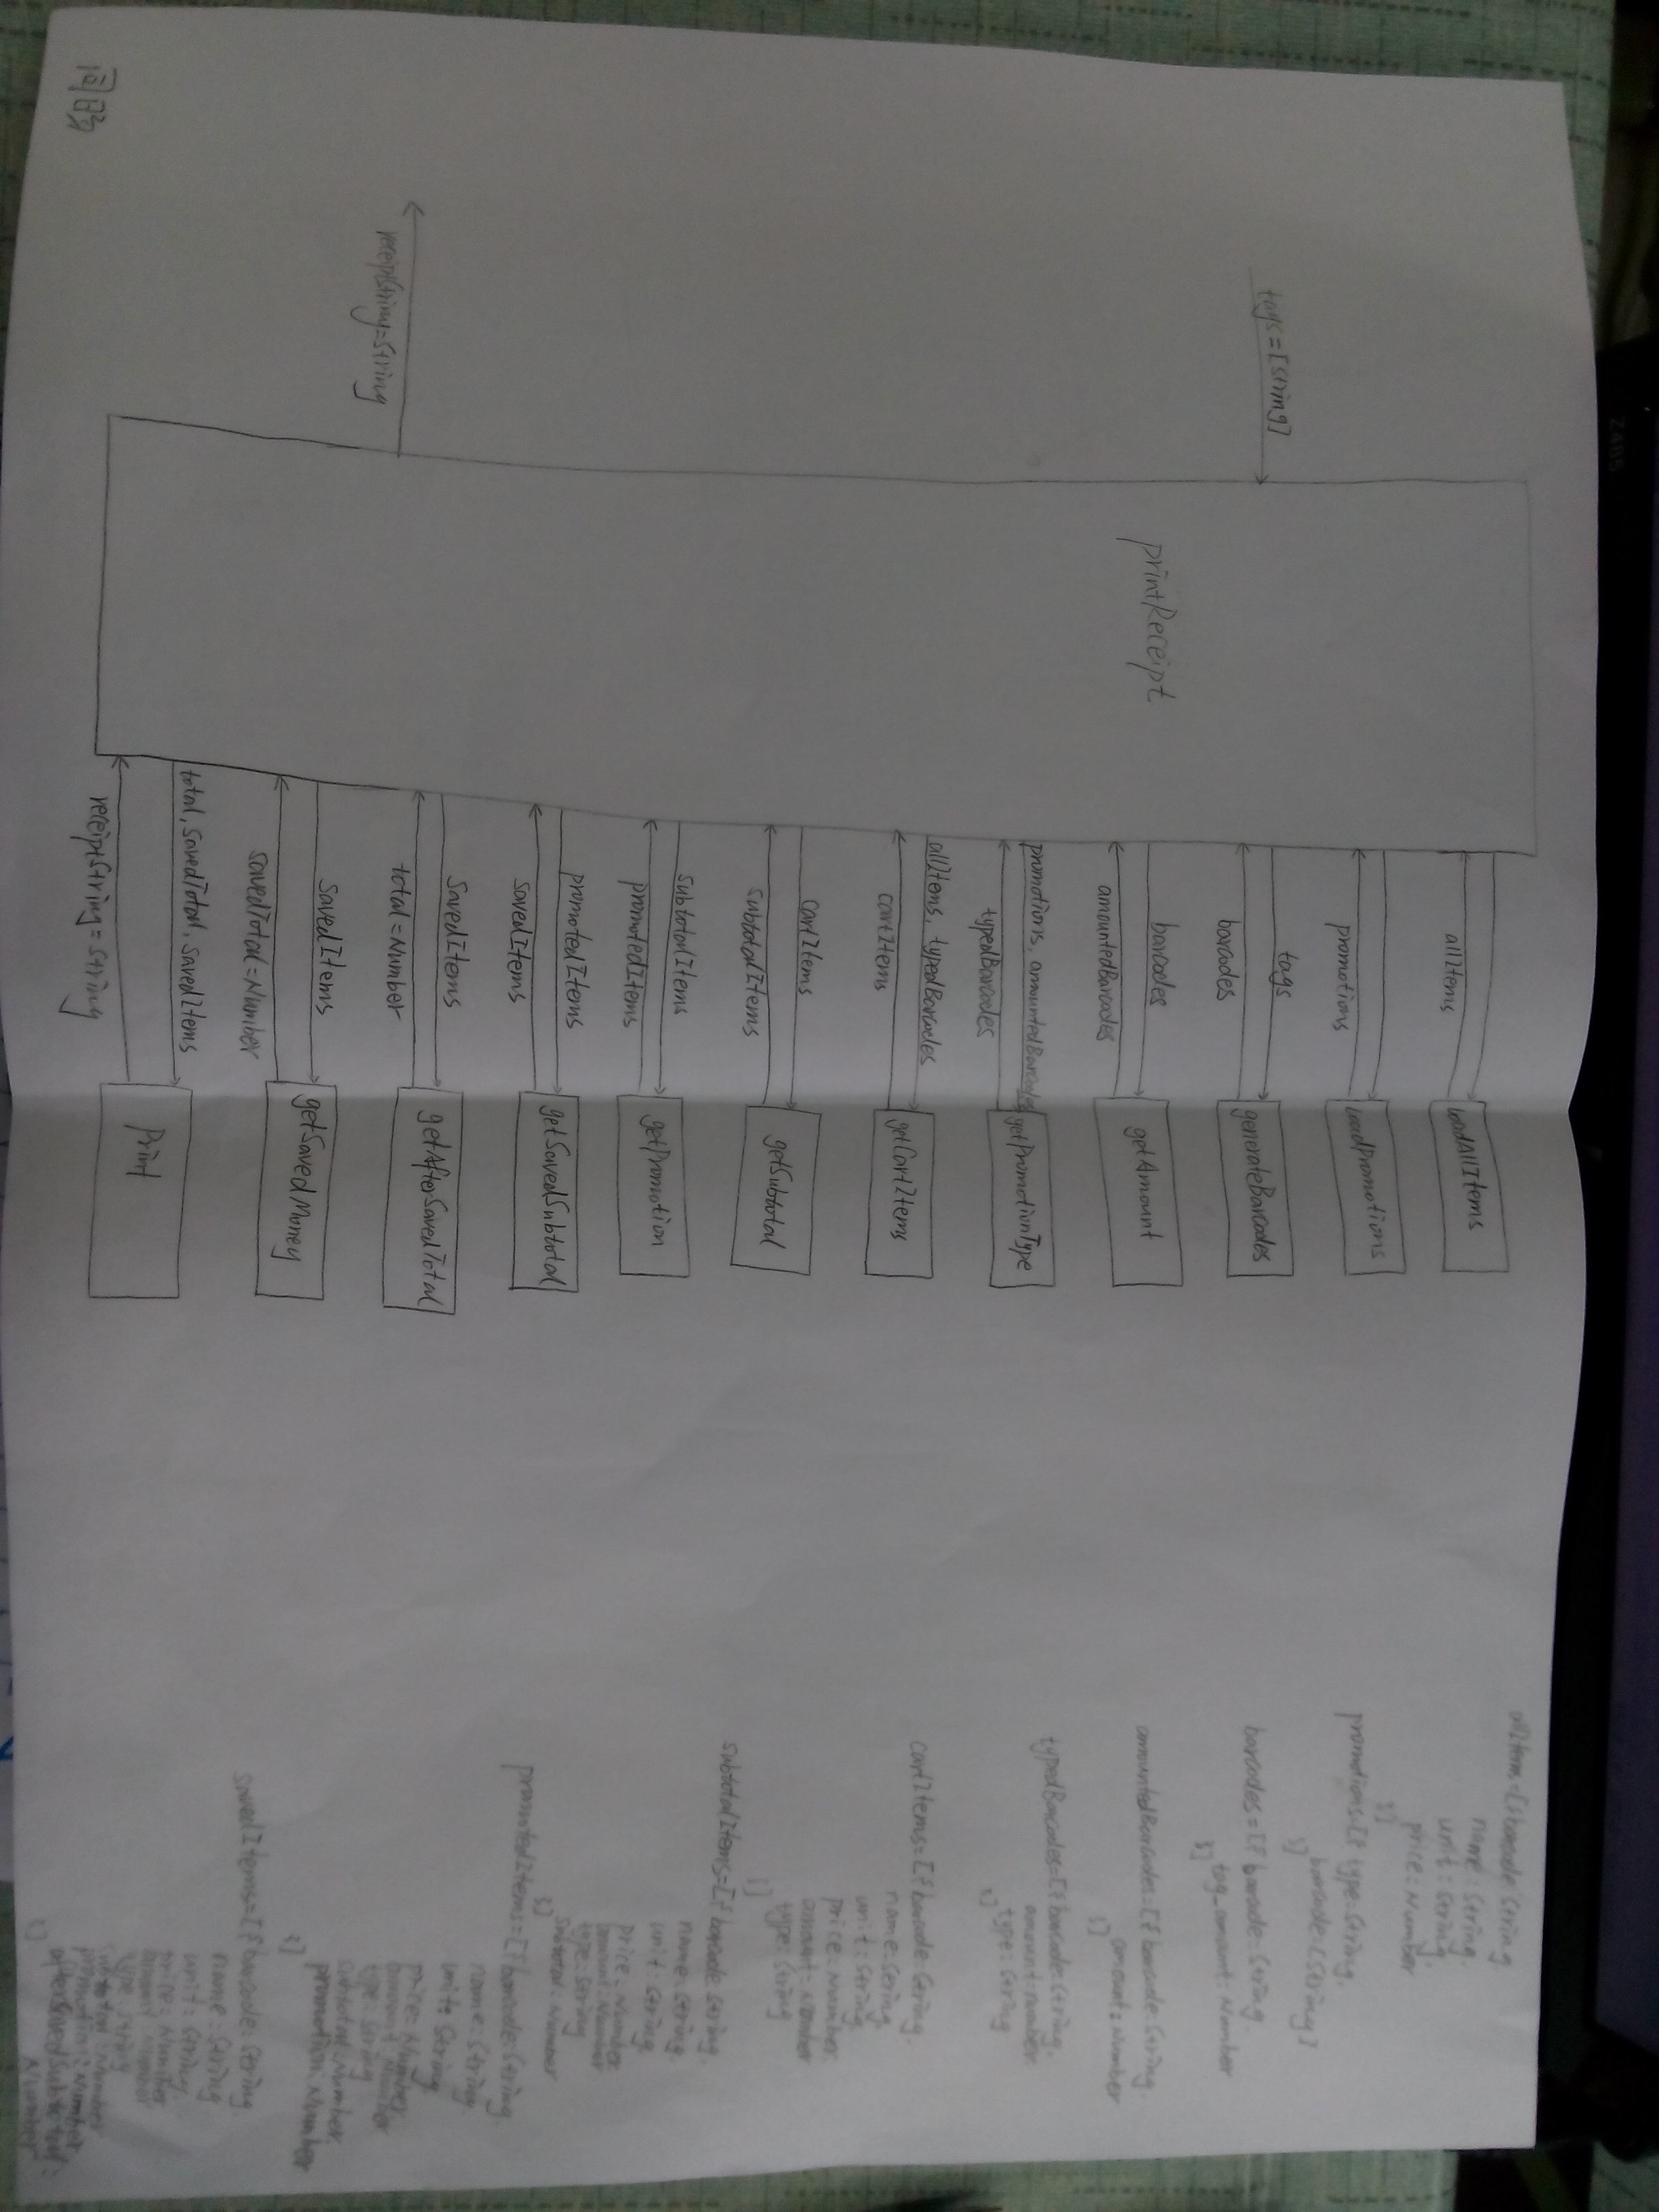 tags=[string]
receiptString=string
printReceipt
allItems
loadAllItems
promotions
loadPromotions
tags
barcodes
generateBarcodes
barcodes
amountedBarcodes
getAmount
promotions, amountedBarcodes
typedBarcodes
getPromotionType
allItems, typedBarcodes
cartItems
getCartItems
cartItems
subtotalItems
getSubtotal
subtotalItems
promotedItems
getPromotion
promotedItems
savedItems
getSavedSubtotal
savedItems
total=Number
getAfterSavedTotal
savedItems
savedTotal=Number
getSavedMoney
total, savedTotal, savedItems
receiptString=string
Print
allItems=[{barcode:string
name:string,
unit:string,
price:Number
}]
promotions=[{type:string,
barcode:[string]
}]
barcodes=[{barcode:string,
tag_amount:Number
}]
amountedBarcodes=[{barcode:string,
amount:Number
}]
typedBarcodes=[{barcode:string,
amount:number,
type:string
}]
cartItems=[{barcode:string,
name:string,
unit:string,
price:Number,
amount:Number
type:string
}]
subtotalItems=[{barcode:string,
name:string,
unit:string,
price:Number
amount:Number
type:string
subtotal:Number
}]
promotedItems=[{barcode:string,
name:string,
unit:string
price:Number,
amount:Number
type:string
subtotal:Number,
promotion:Number
}]
savedItems=[{barcode:string,
name:string
unit:string
price:Number
amount:Number
type:string
subtotal:Number
promotion:Number
afterSavedSubtotal:
Number
}]
Z465